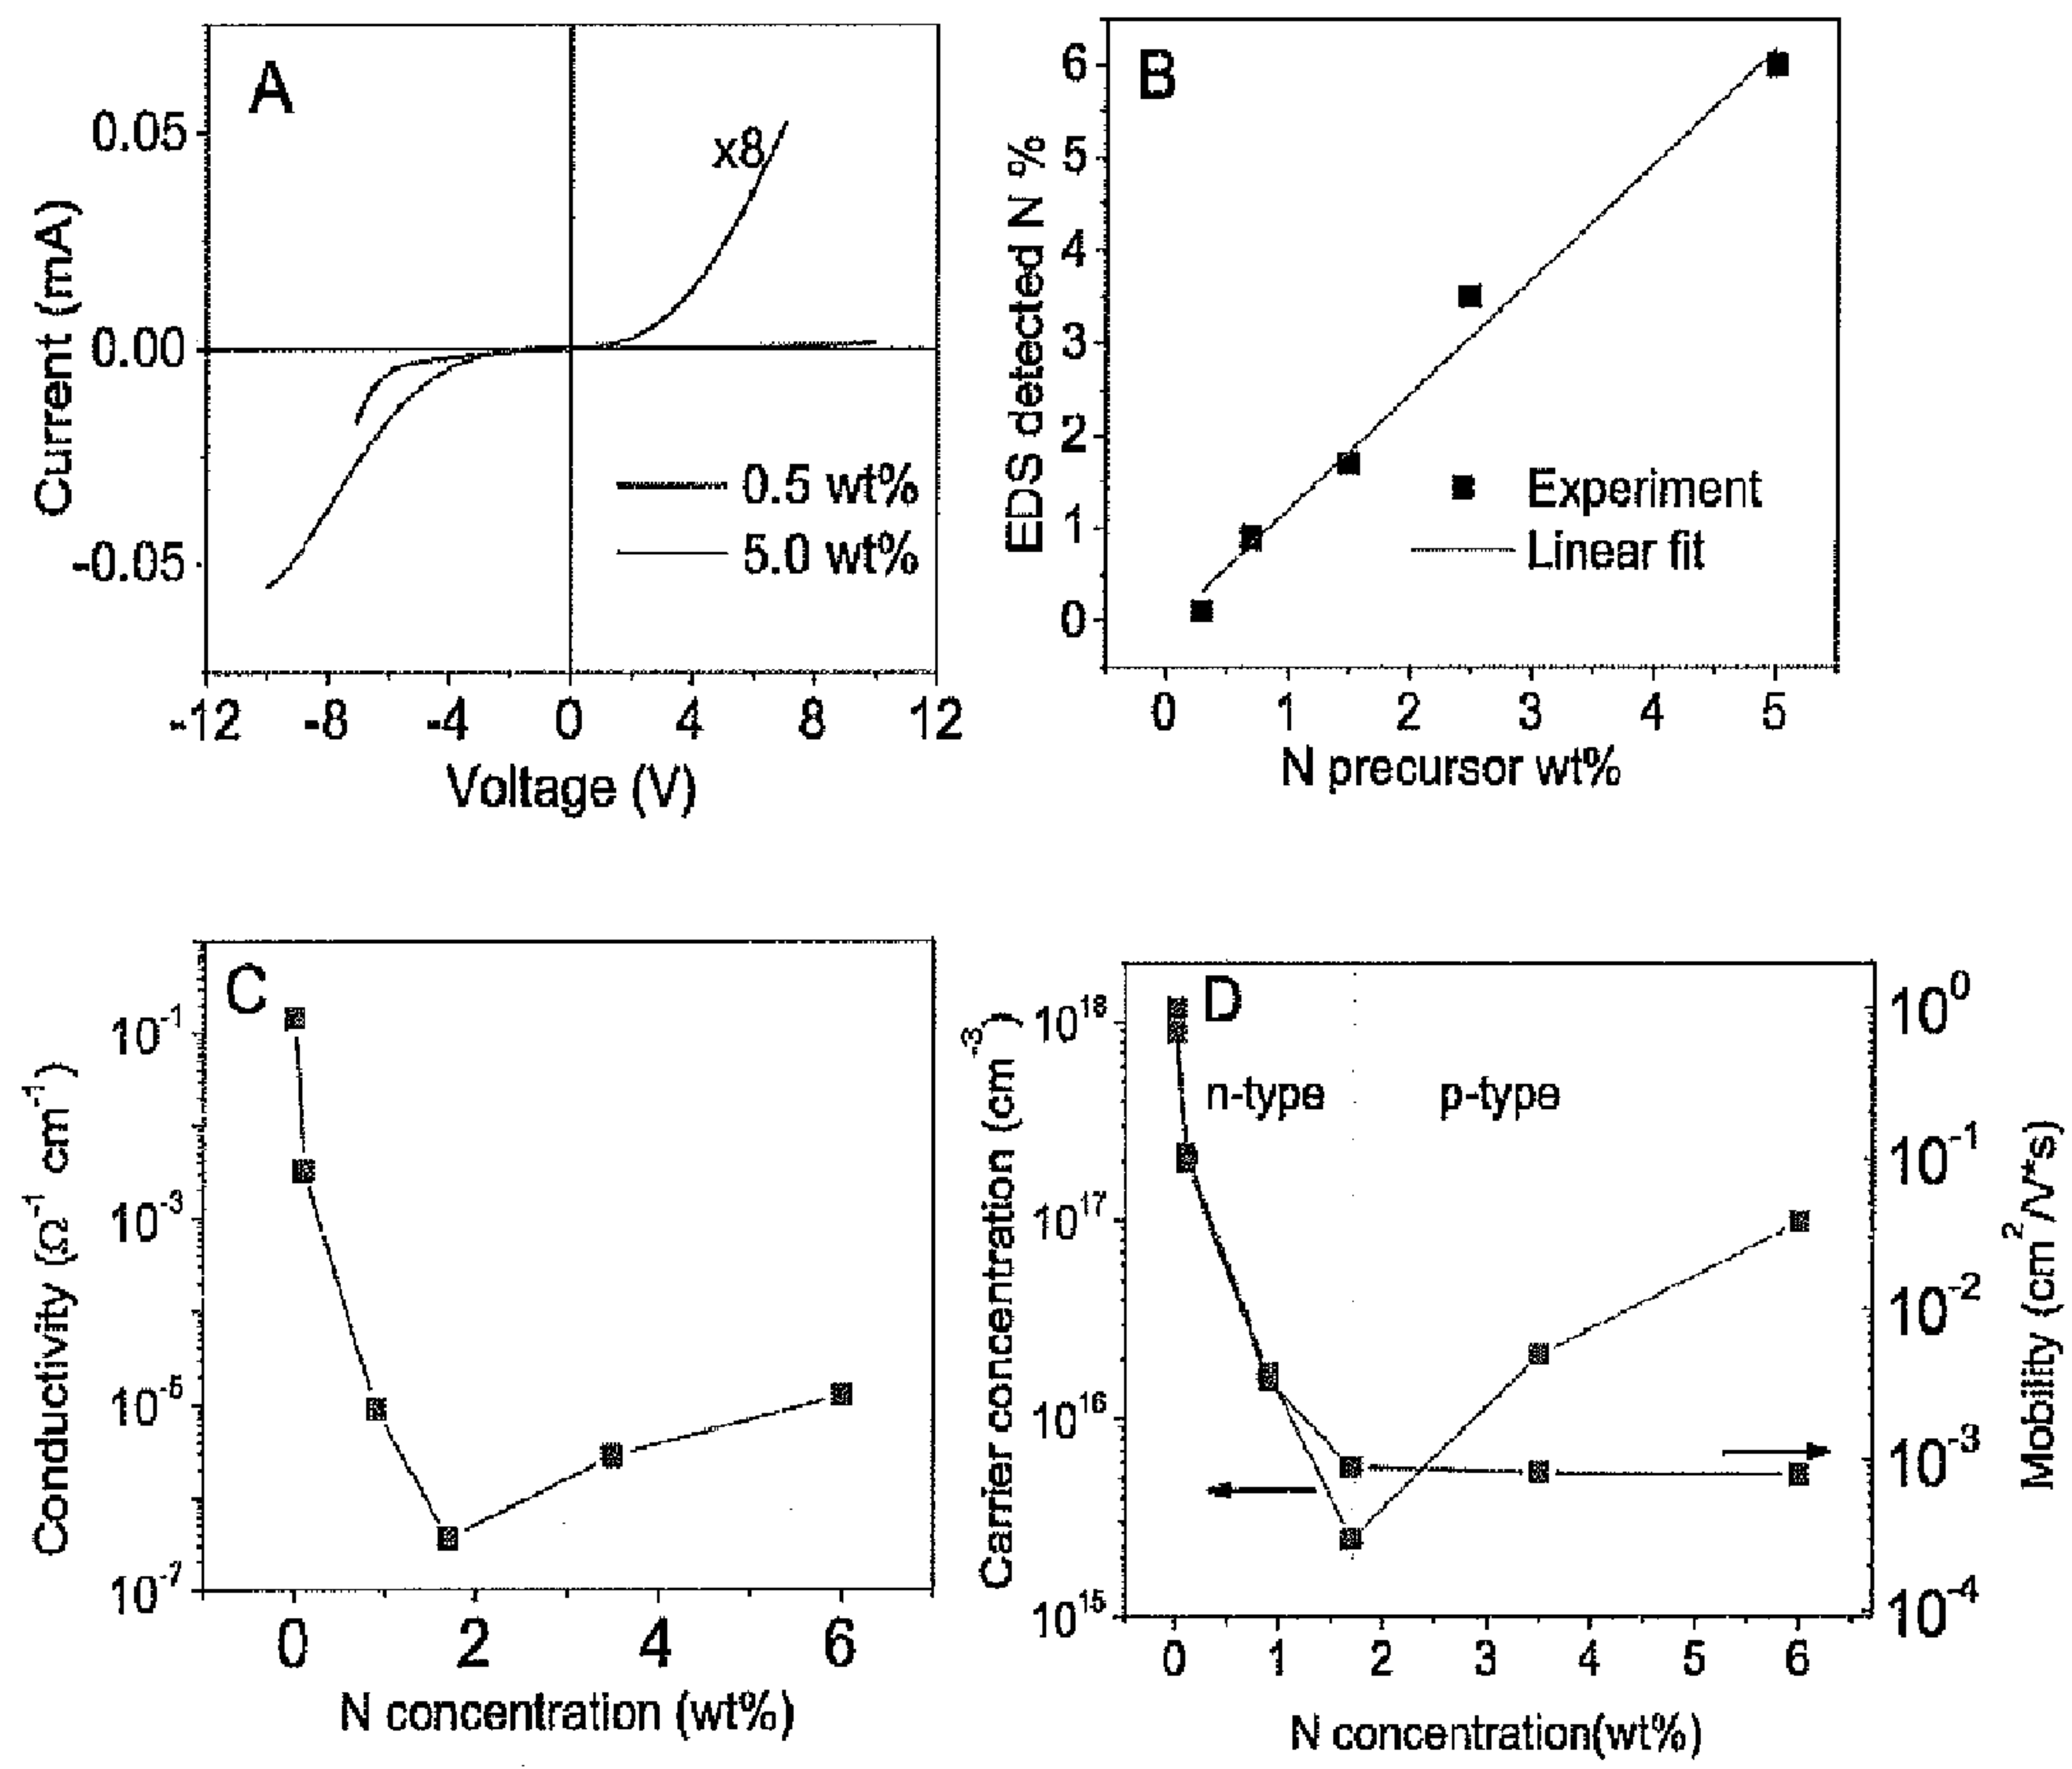 A
x8
0.05
0.00
-0.05
Current (mA)
0.5 wt%
5.0 wt%
-12 -8 -4 0 4 8 12
Voltage (V)
B
6
5
4
3
2
1
0
EDS detected N %
Experiment
Linear fit
0 1 2 3 4 5
N precursor wt%
C
10⁻¹
10⁻³
10⁻⁵
10⁻⁷
Conductivity (Ω⁻¹ cm⁻¹)
0 2 4 6
N concentration (wt%)
D
10¹⁸
10¹⁷
10¹⁶
10¹⁵
Carrier concentration (cm⁻³)
n-type p-type
10⁰
10⁻¹
10⁻²
10⁻³
10⁻⁴
Mobility (cm²/V*s)
0 1 2 3 4 5 6
N concentration(wt%)